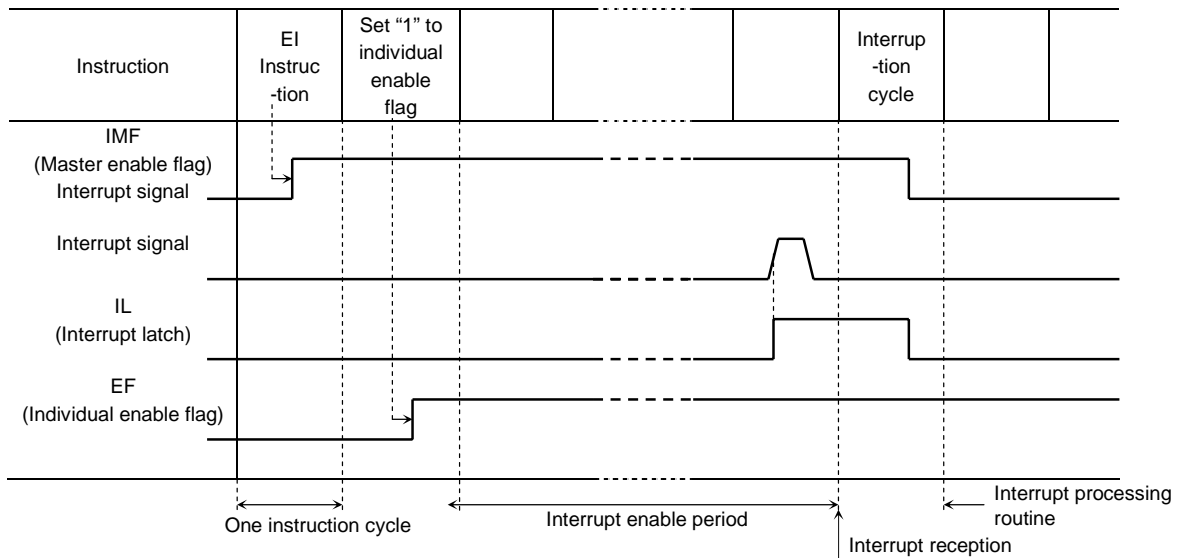 Instruction
EI
Instruc
-tion
Set “1” to
individual
enable
flag
Interrup
-tion
cycle
IMF
(Master enable flag)
Interrupt signal
Interrupt signal
IL
(Interrupt latch)
EF
(Individual enable flag)
One instruction cycle
Interrupt enable period
Interrupt processing
routine
Interrupt reception